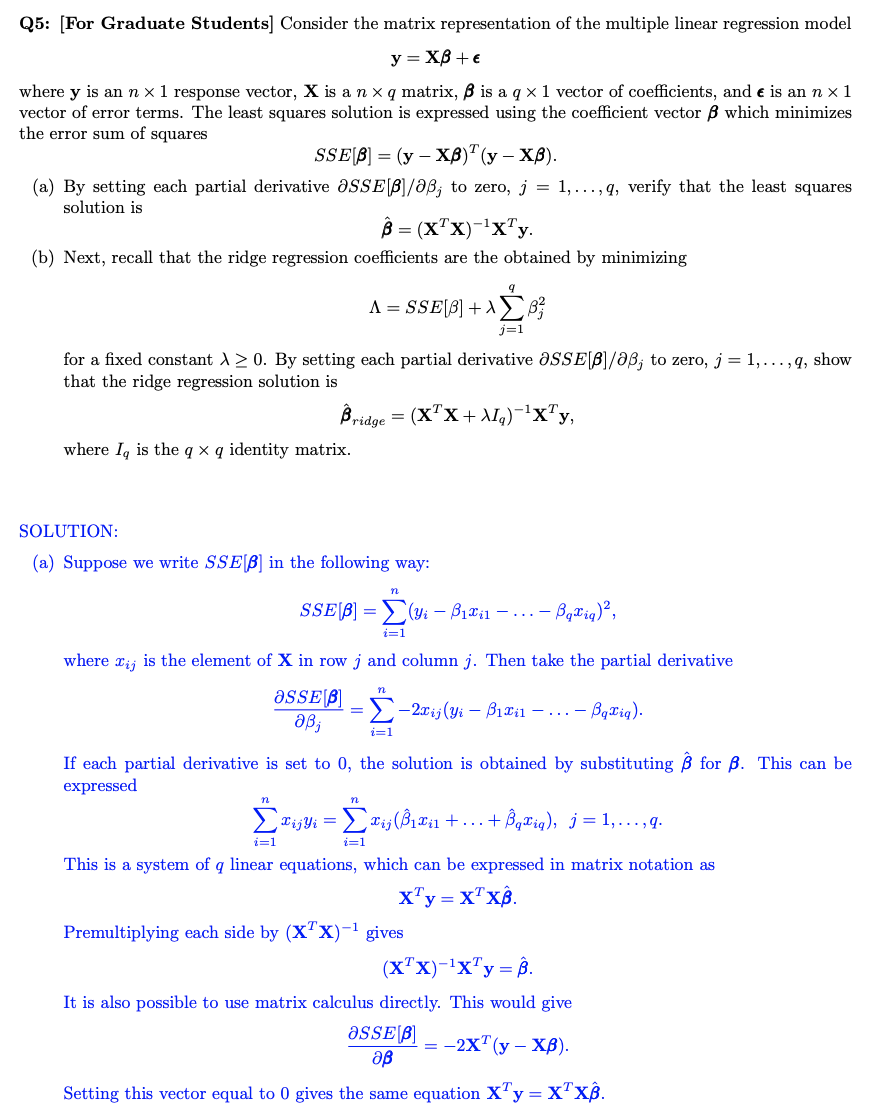 Q5: [For Graduate Students] Consider the matrix representation of the multiple linear regression model
y = Xβ + ϵ
where y is an n × 1 response vector, X is a n × q matrix, β is a q × 1 vector of coefficients, and ϵ is an n × 1
vector of error terms. The least squares solution is expressed using the coefficient vector β which minimizes
the error sum of squares
SSE[β] = (y − Xβ)^T (y − Xβ).
(a) By setting each partial derivative ∂SSE[β]/∂β_j to zero, j = 1, . . . , q, verify that the least squares
solution is
β̂ = (X^T X)^{−1} X^T y.
(b) Next, recall that the ridge regression coefficients are the obtained by minimizing
Λ = SSE[β] + λ ∑_{j=1}^{q} β_j^2
for a fixed constant λ ≥ 0. By setting each partial derivative ∂SSE[β]/∂β_j to zero, j = 1, . . . , q, show
that the ridge regression solution is
β̂_{ridge} = (X^T X + λI_q)^{−1} X^T y,
where I_q is the q × q identity matrix.
SOLUTION:
(a) Suppose we write SSE[β] in the following way:
SSE[β] = ∑_{i=1}^{n} (y_i − β_1 x_{i1} − . . . − β_q x_{iq})^2,
where x_{ij} is the element of X in row j and column j. Then take the partial derivative
∂SSE[β]/∂β_j = ∑_{i=1}^{n} −2x_{ij}(y_i − β_1 x_{i1} − . . . − β_q x_{iq}).
If each partial derivative is set to 0, the solution is obtained by substituting β̂ for β. This can be
expressed
∑_{i=1}^{n} x_{ij} y_i = ∑_{i=1}^{n} x_{ij}(β̂_1 x_{i1} + . . . + β̂_q x_{iq}), j = 1, . . . , q.
This is a system of q linear equations, which can be expressed in matrix notation as
X^T y = X^T Xβ̂.
Premultiplying each side by (X^T X)^{−1} gives
(X^T X)^{−1} X^T y = β̂.
It is also possible to use matrix calculus directly. This would give
∂SSE[β]/∂β = −2X^T (y − Xβ).
Setting this vector equal to 0 gives the same equation X^T y = X^T Xβ̂.